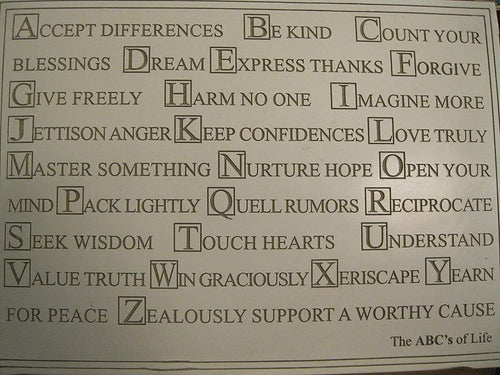 ACCEPT DIFFERENCES BE KIND COUNT YOUR
BLESSINGS DREAM EXPRESS THANKS FORGIVE
GIVE FREELY HARM NO ONE IMAGINE MORE
JETTISON ANGER KEEP CONFIDENCES LOVE TRULY
MASTER SOMETHING NURTURE HOPE OPEN YOUR
MIND PACK LIGHTLY QUELL RUMORS RECIPROCATE
SEEK WISDOM TOUCH HEARTS UNDERSTAND
VALUE TRUTH WIN GRACIOUSLY XERISCAPE YEARN
FOR PEACE ZEALOUSLY SUPPORT A WORTHY CAUSE
The ABC's of Life